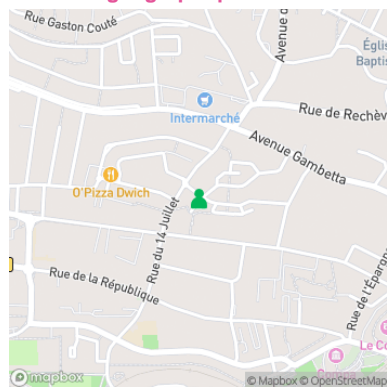 Rue Gaston Couté
Avenue d
Églis
Baptis
Intermarché
Rue de Rechèv
Avenue Gambetta
O'Pizza Dwich
Rue du 14 Juillet
Rue de la République
Rue de l'Éparg
Le Co
mapbox
© Mapbox © OpenStreetMap